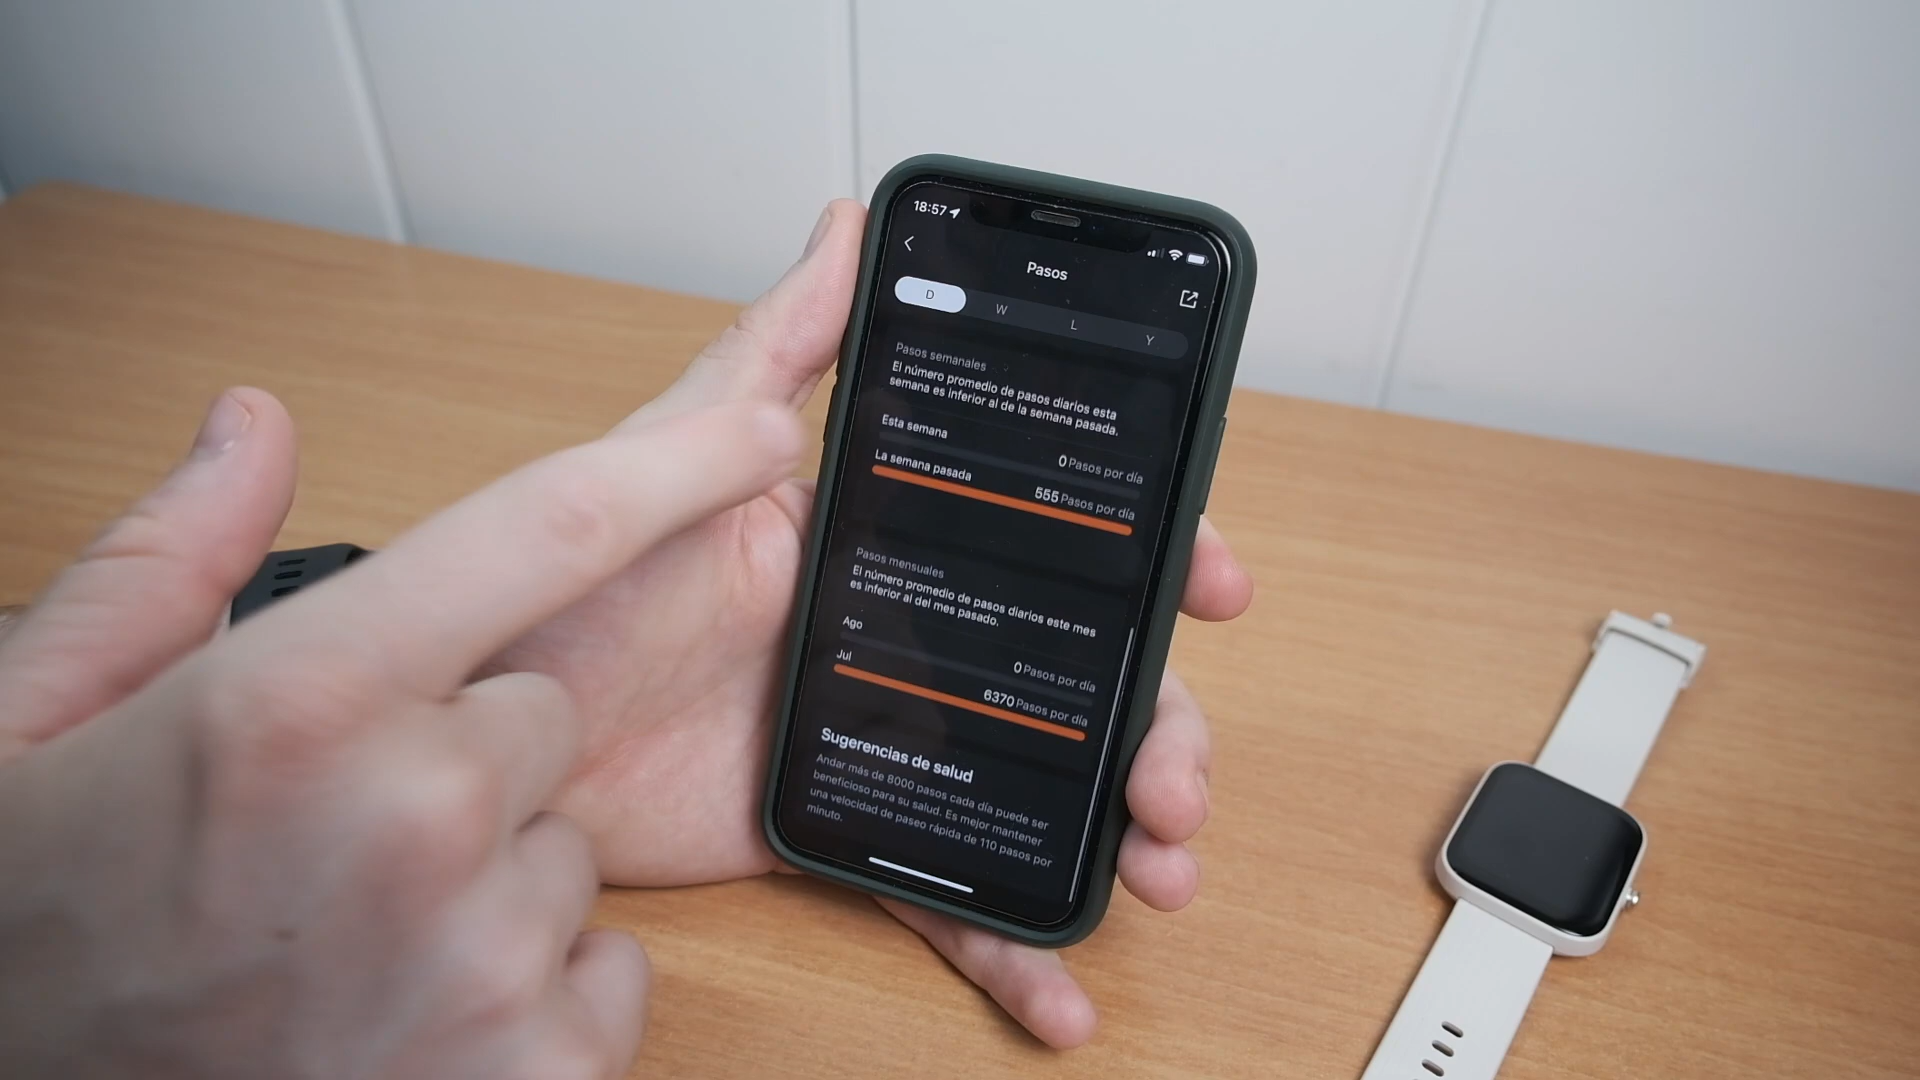 18:57
Pasos
D W L Y
Pasos semanales
El número promedio de pasos diarios esta
semana es inferior al de la semana pasada.
Esta semana
0 Pasos por día
La semana pasada
555 Pasos por día
Pasos mensuales
El número promedio de pasos diarios este mes
es inferior al del mes pasado.
Ago
0 Pasos por día
Jul
6370 Pasos por día
Sugerencias de salud
Andar más de 8000 pasos cada día puede ser
beneficioso para su salud. Es mejor mantener
una velocidad de paseo rápida de 110 pasos por
minuto.